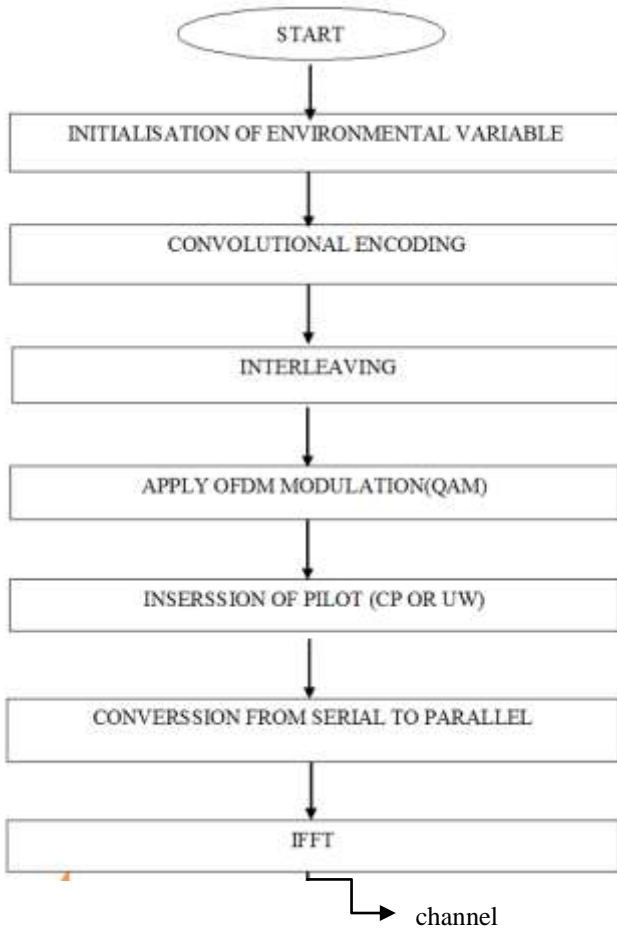 START
INITIALISATION OF ENVIRONMENTAL VARIABLE
CONVOLUTIONAL ENCODING
INTERLEAVING
APPLY OFDM MODULATION(QAM)
INSERSSION OF PILOT (CP OR UW)
CONVERSSION FROM SERIAL TO PARALLEL
IFFT
channel